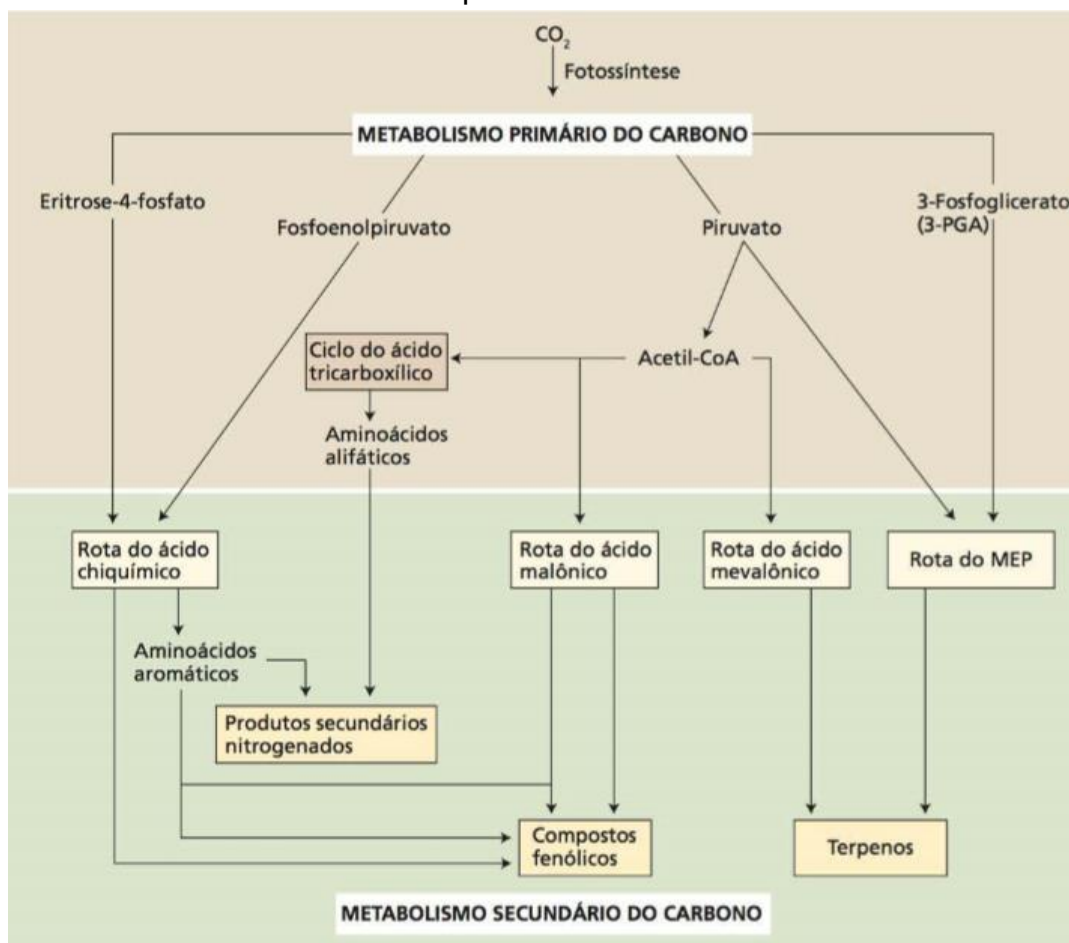 CO2
Fotossíntese
METABOLISMO PRIMÁRIO DO CARBONO
Eritrose-4-fosfato
Fosfoenolpiruvato
Piruvato
3-Fosfoglicerato
(3-PGA)
Ciclo do ácido
tricarboxílico
Acetil-CoA
Aminoácidos
alifáticos
Rota do ácido
chiquímico
Rota do ácido
malônico
Rota do ácido
mevalônico
Rota do MEP
Aminoácidos
aromáticos
Produtos secundários
nitrogenados
Compostos
fenólicos
Terpenos
METABOLISMO SECUNDÁRIO DO CARBONO